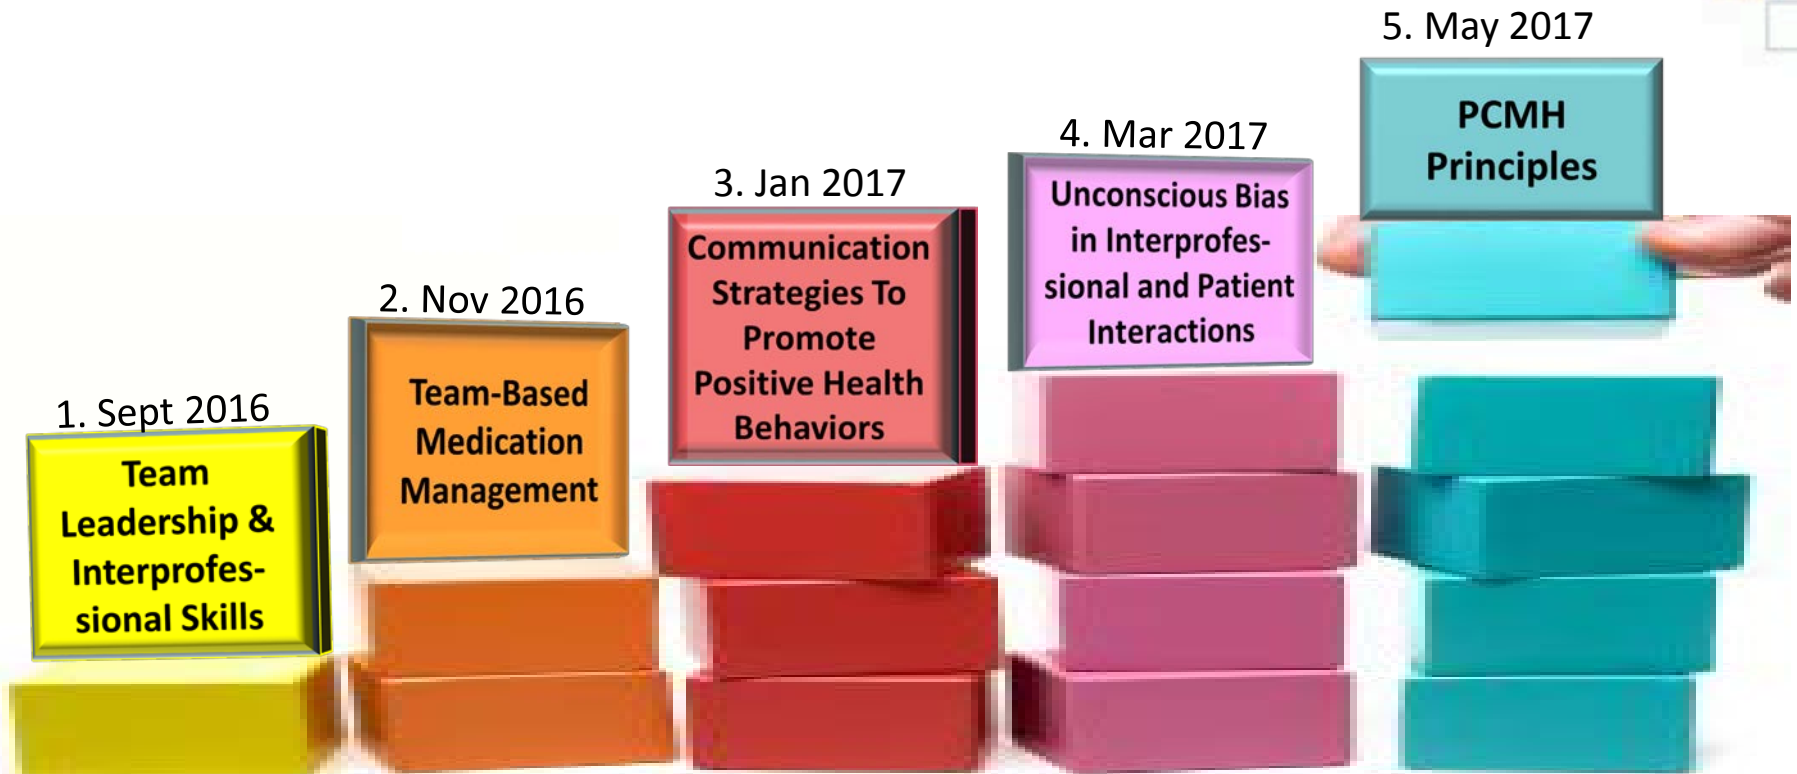 1. Sept 2016
Team
Leadership &
Interprofes-
sional Skills
2. Nov 2016
Team-Based
Medication
Management
3. Jan 2017
Communication
Strategies To
Promote
Positive Health
Behaviors
4. Mar 2017
Unconscious Bias
in Interprofes-
sional and Patient
Interactions
5. May 2017
PCMH
Principles